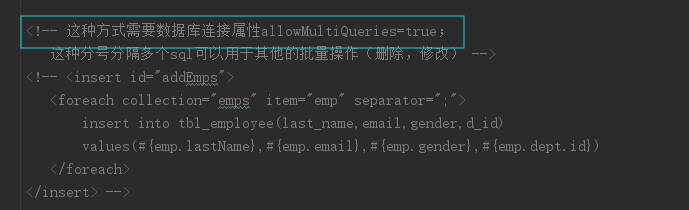 <!-- 这种方式需要数据库连接属性allowMultiQueries=true;
这种分号分隔多个sql可以用于其他的批量操作（删除，修改） -->
<!-- <insert id="addEmps">
<foreach collection="emps" item="emp" separator=";">
insert into tbl_employee(last_name,email,gender,d_id)
values(#{emp.lastName},#{emp.email},#{emp.gender},#{emp.dept.id})
</foreach>
</insert> -->